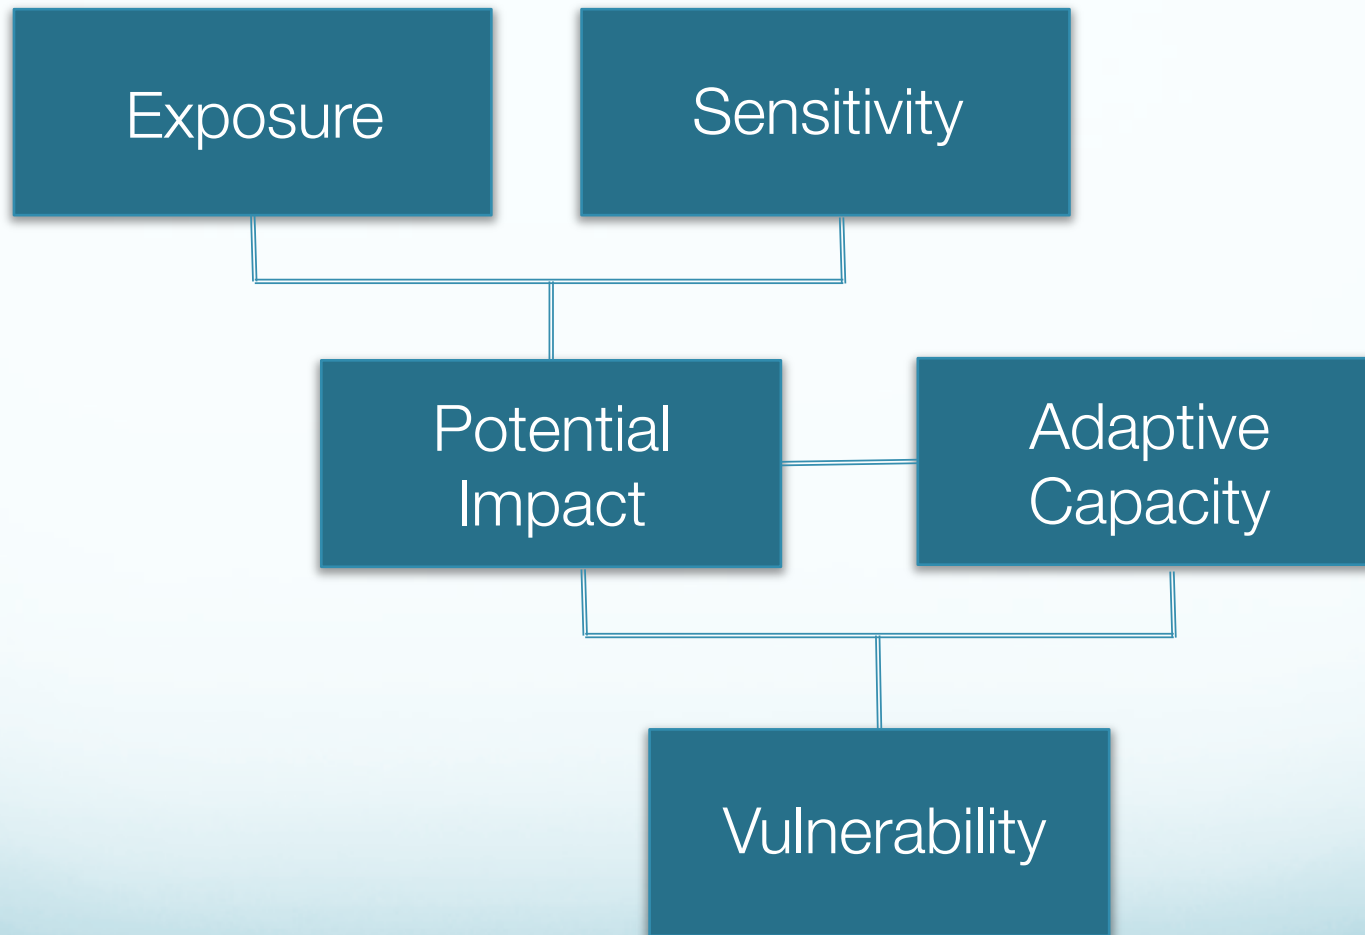 Exposure
Sensitivity
Potential
Impact
Adaptive
Capacity
Vulnerability